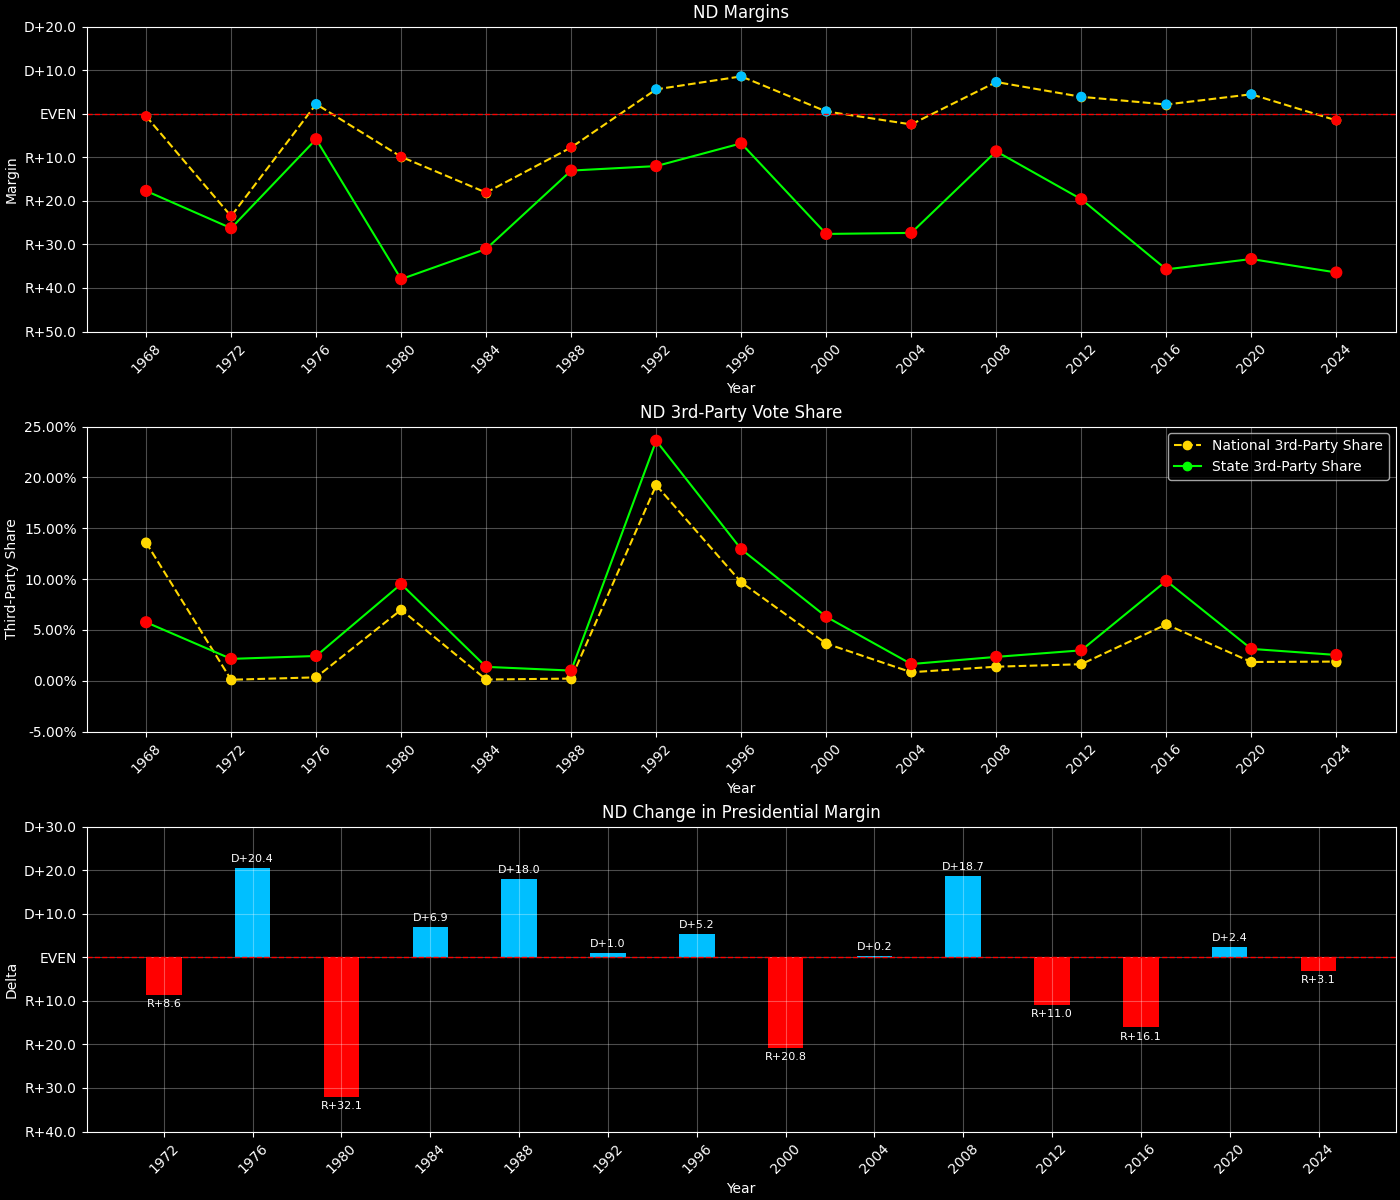 ND Margins
D+20.0
D+10.0
EVEN
R+10.0
R+20.0
R+30.0
R+40.0
R+50.0
Margin
1968 1972 1976 1980 1984 1988 1992 1996 2000 2004 2008 2012 2016 2020 2024
Year
ND 3rd-Party Vote Share
25.00%
20.00%
15.00%
10.00%
5.00%
0.00%
-5.00%
Third-Party Share
National 3rd-Party Share
State 3rd-Party Share
1968 1972 1976 1980 1984 1988 1992 1996 2000 2004 2008 2012 2016 2020 2024
Year
ND Change in Presidential Margin
D+30.0
D+20.0
D+10.0
EVEN
R+10.0
R+20.0
R+30.0
R+40.0
Delta
R+8.6
D+20.4
R+32.1
D+6.9
D+18.0
D+1.0
D+5.2
R+20.8
D+0.2
D+18.7
R+11.0
R+16.1
D+2.4
R+3.1
1972 1976 1980 1984 1988 1992 1996 2000 2004 2008 2012 2016 2020 2024
Year